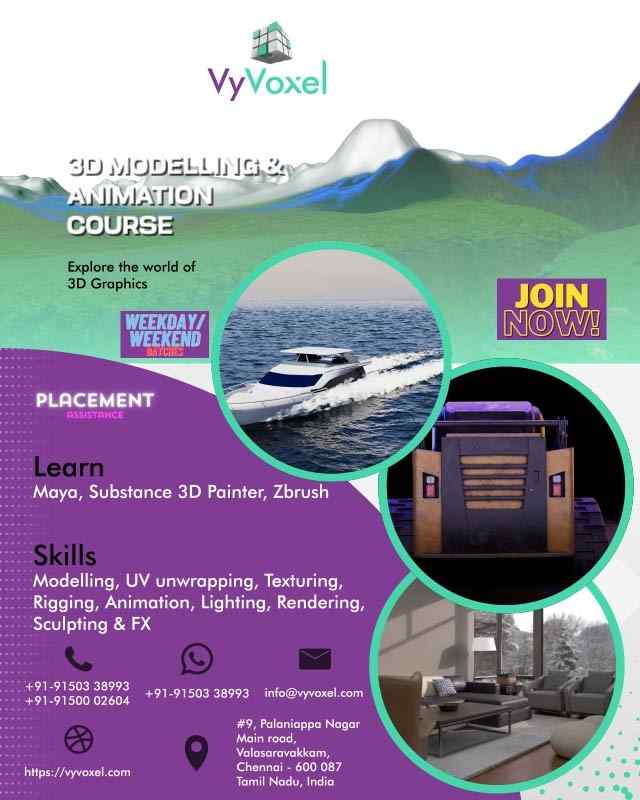 VyVoxel
3D MODELLING &
ANIMATION
COURSE
Explore the world of
3D Graphics
WEEKDAY/
WEEKEND
BATCHES
JOIN
NOW!
PLACEMENT
ASSISTANCE
Learn
Maya, Substance 3D Painter, Zbrush
Skills
Modelling, UV unwrapping, Texturing,
Rigging, Animation, Lighting, Rendering,
Sculpting & FX
+91-91503 38993
+91-91500 02604
+91-91503 38993
info@vyvoxel.com
https://vyvoxel.com
#9, Palaniappa Nagar
Main road,
Valasaravakkam,
Chennai - 600 087
Tamil Nadu, India